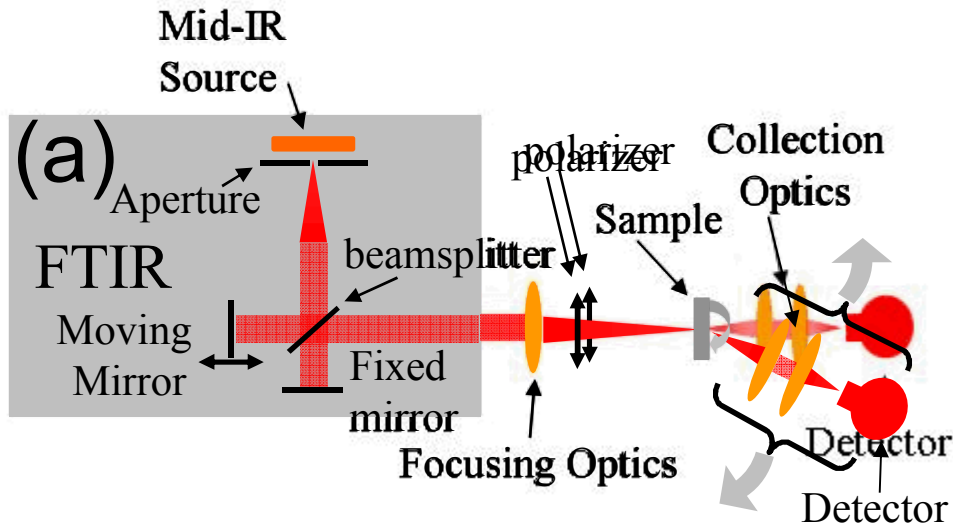 Mid-IR
Source
(a)
Aperture
FTIR
beamsplitter
Moving
Mirror
Fixed
mirror
polarizer
polarizer
Sample
Collection
Optics
Focusing Optics
Detector
Detector